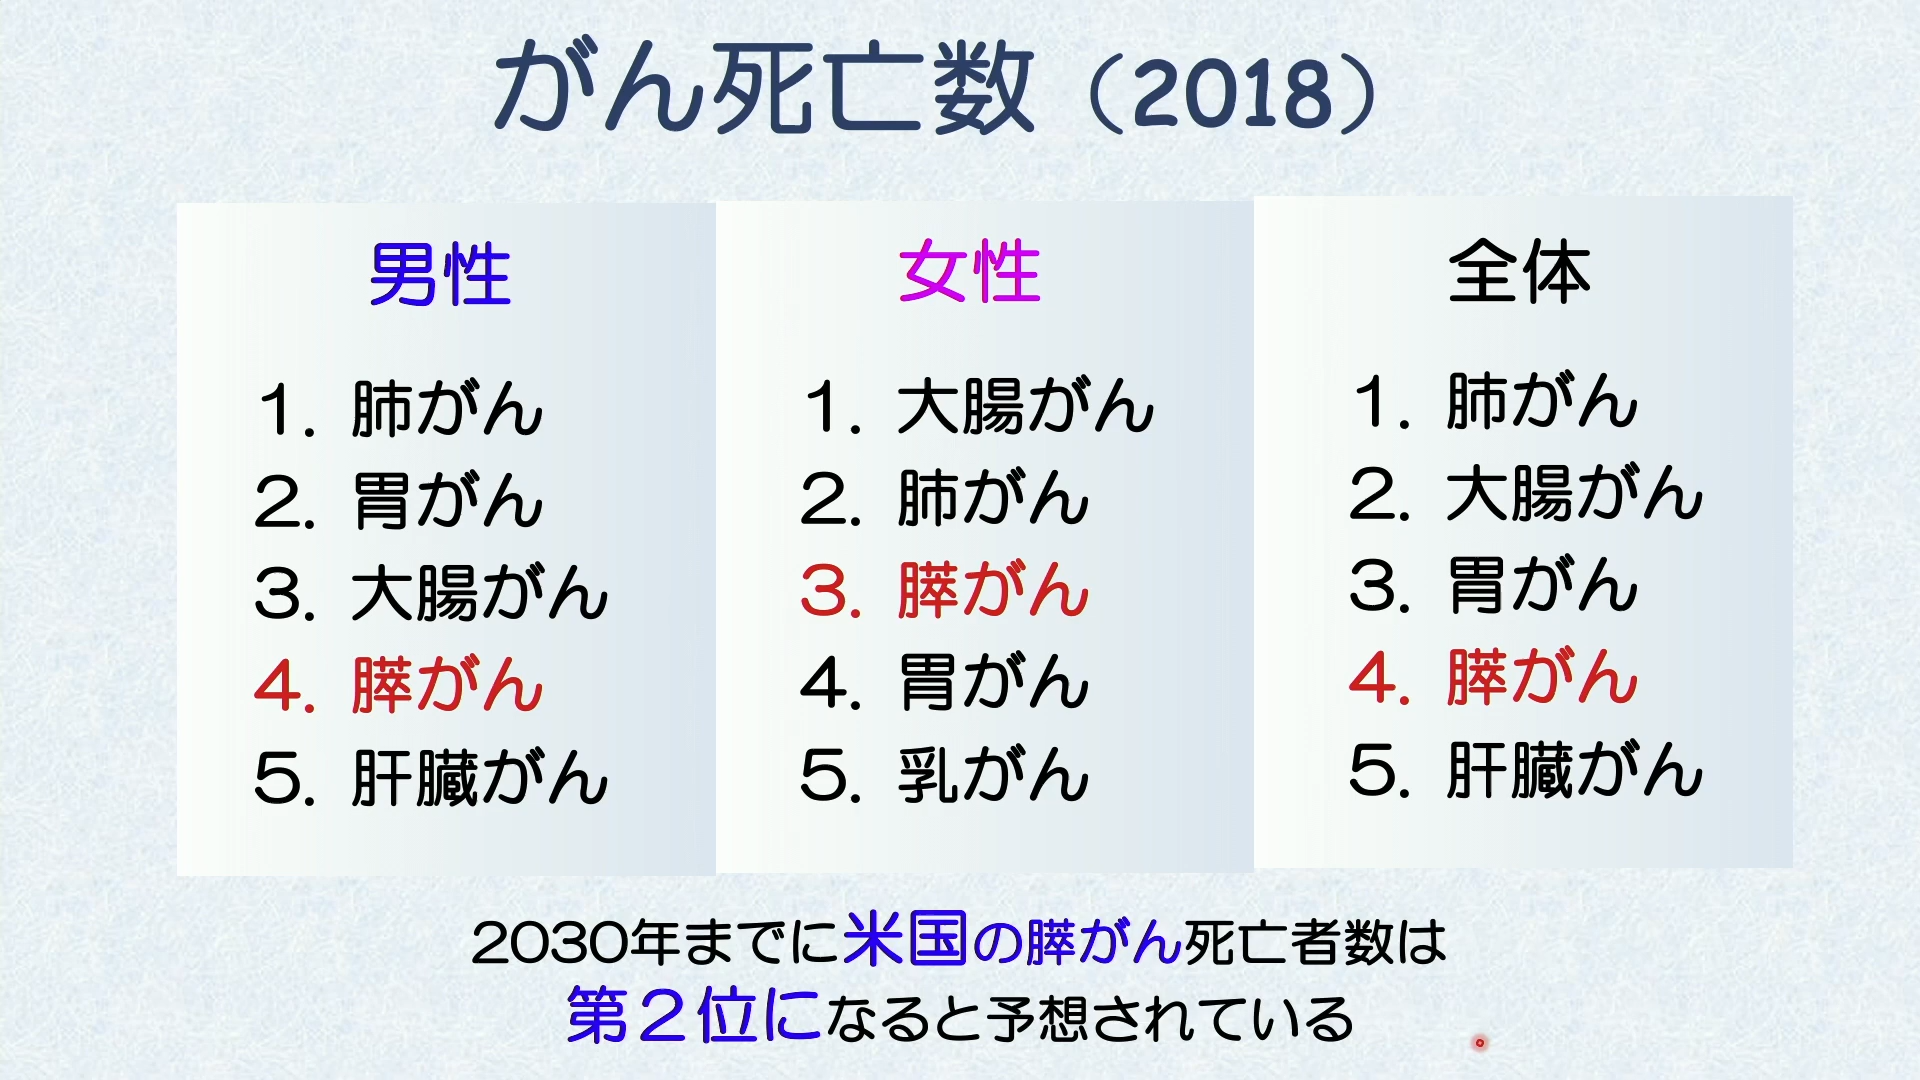 がん死亡数（2018）
男性
1. 肺がん
2. 胃がん
3. 大腸がん
4. 膵がん
5. 肝臓がん
女性
1. 大腸がん
2. 肺がん
3. 膵がん
4. 胃がん
5. 乳がん
全体
1. 肺がん
2. 大腸がん
3. 胃がん
4. 膵がん
5. 肝臓がん
2030年までに米国の膵がん死亡者数は
第２位になると予想されている